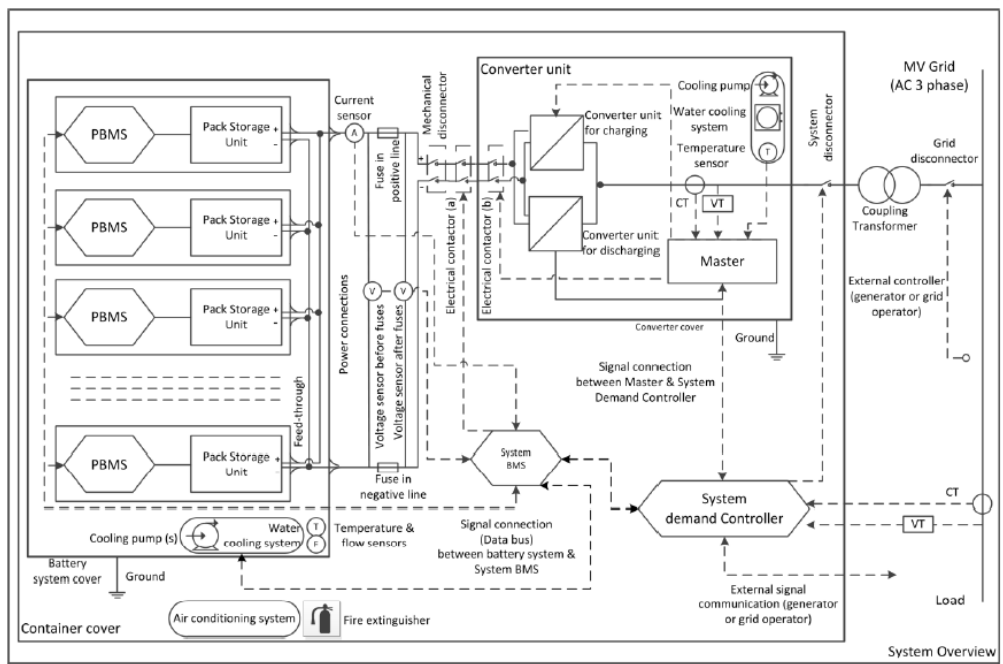 Converter unit
MV Grid
(AC 3 phase)
Current
sensor
Mechanical
disconnector
Cooling pump
Water cooling
system
Temperature
sensor
T
System
disconnector
Grid
disconnector
PBMS
Pack Storage +
Unit -
A
Fuse in
positive line
+
-
Converter unit
for charging
CT
VT
Coupling
Transformer
PBMS
Pack Storage +
Unit -
Electrical contactor (a)
Electrical contactor (b)
Converter unit
for discharging
Master
External controller
(generator or grid
operator)
PBMS
Pack Storage +
Unit -
Power connections
V
V
Voltage sensor before fuses
Voltage sensor after fuses
Converter cover
Ground
Signal connection
between Master & System
Demand Controller
Feed-through
PBMS
Pack Storage +
Unit -
Fuse in
negative line
System
BMS
System
demand Controller
CT
VT
Cooling pump (s)
Water
cooling system
T
F
Temperature &
flow sensors
Signal connection
(Data bus)
between battery system &
System BMS
Battery
system cover
Ground
External signal
communication (generator
or grid operator)
Load
Air conditioning system
Fire extinguisher
Container cover
System Overview